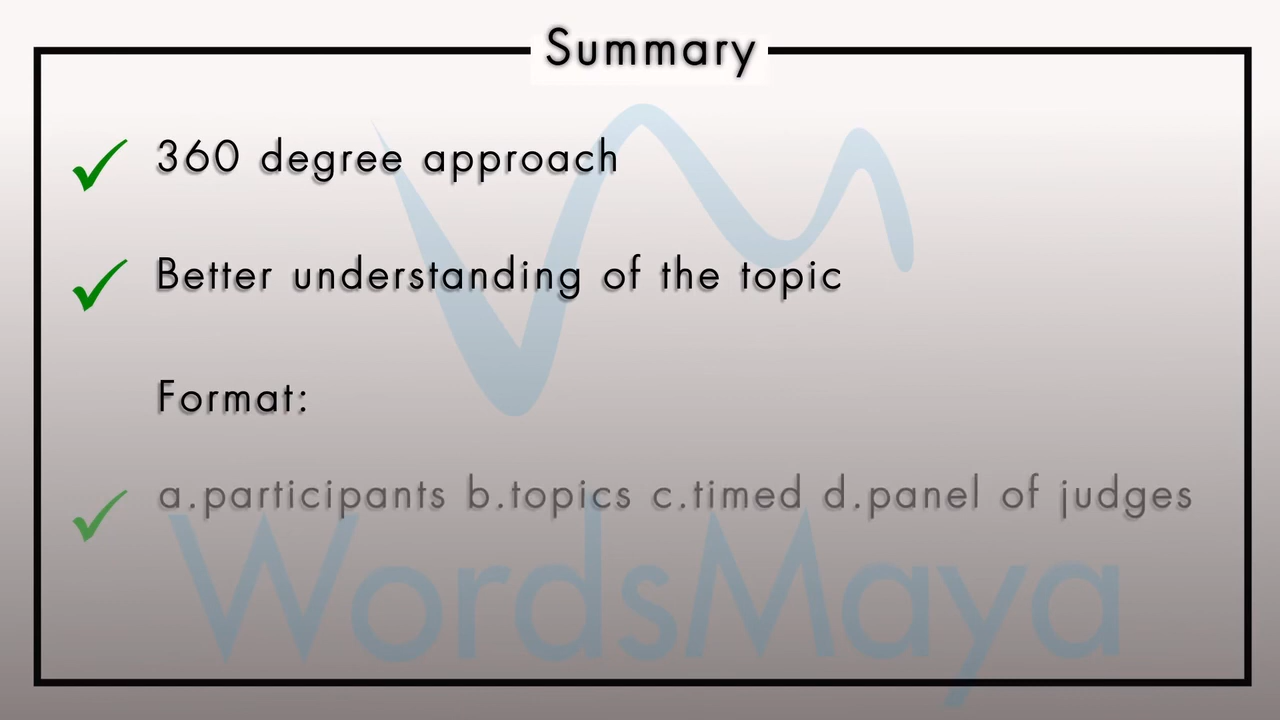 Summary
360 degree approach
Better understanding of the topic
Format:
a.participants b.topics c.timed d.panel of judges
WordsMaya